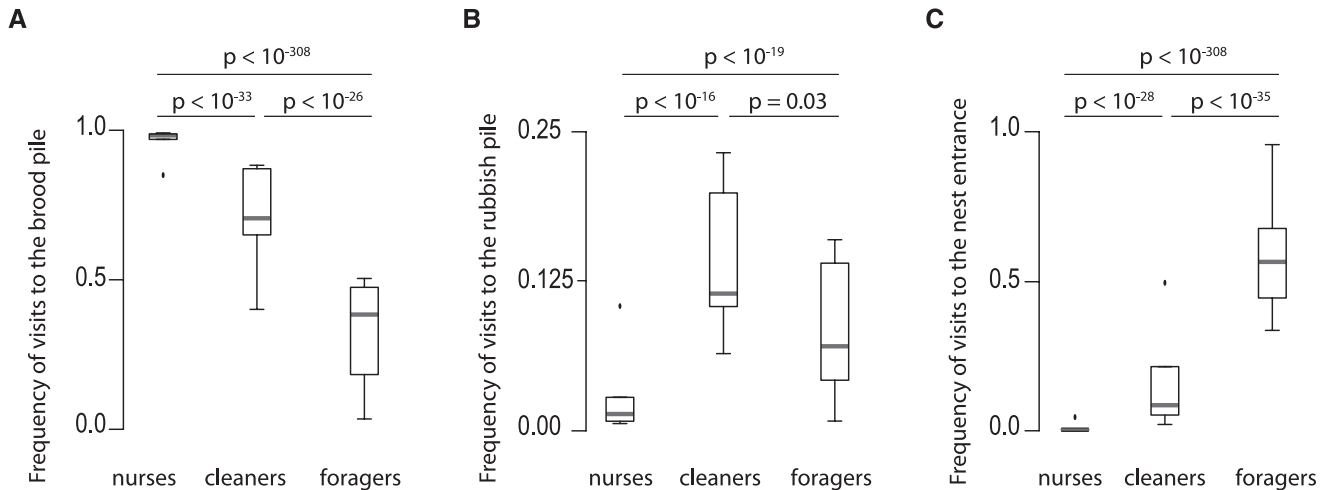 A
B
C
p < 10⁻³⁰⁸
p < 10⁻³³
p < 10⁻²⁶
Frequency of visits to the brood pile
1.0
0.5
0.0
nurses
cleaners
foragers
p < 10⁻¹⁹
p < 10⁻¹⁶
p = 0.03
Frequency of visits to the rubbish pile
0.25
0.125
0.00
nurses
cleaners
foragers
p < 10⁻³⁰⁸
p < 10⁻²⁸
p < 10⁻³⁵
Frequency of visits to the nest entrance
1.0
0.5
0.0
nurses
cleaners
foragers